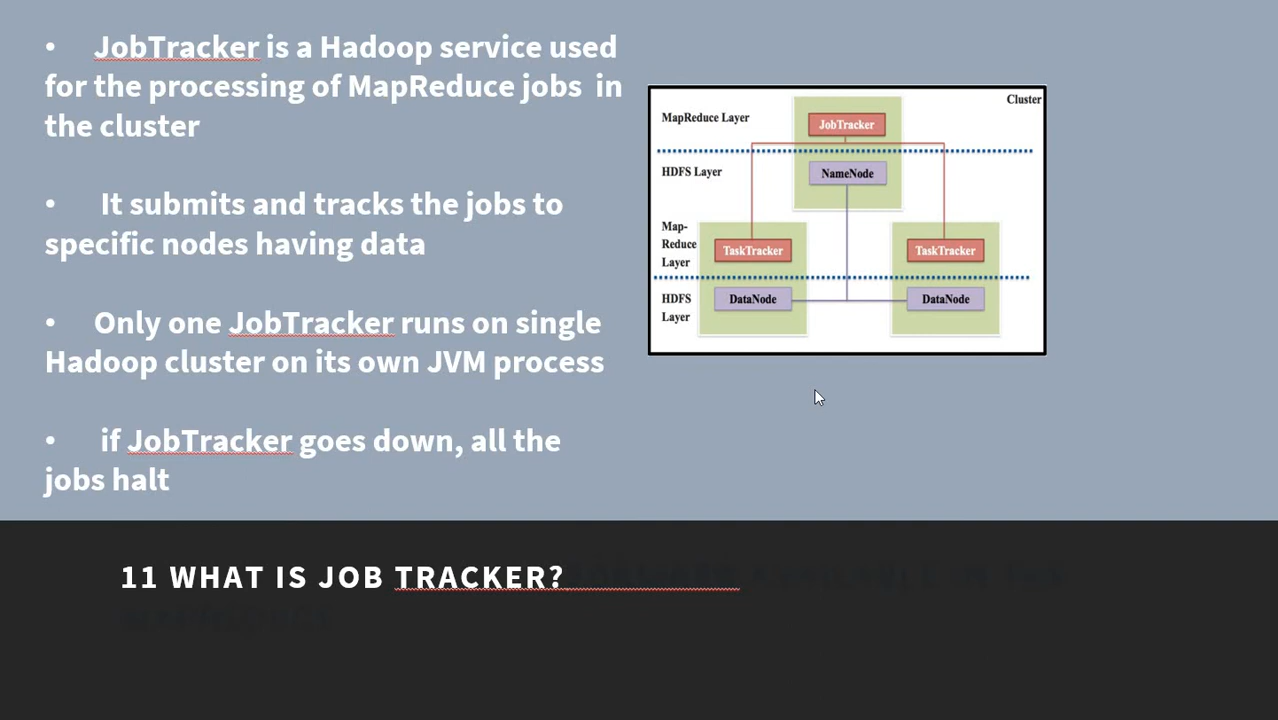 • JobTracker is a Hadoop service used
for the processing of MapReduce jobs in
the cluster
• It submits and tracks the jobs to
specific nodes having data
• Only one JobTracker runs on single
Hadoop cluster on its own JVM process
• if JobTracker goes down, all the
jobs halt
Cluster
MapReduce Layer
JobTracker
HDFS Layer
NameNode
Map-
Reduce
Layer
TaskTracker
TaskTracker
HDFS
Layer
DataNode
DataNode
11 WHAT IS JOB TRACKER?